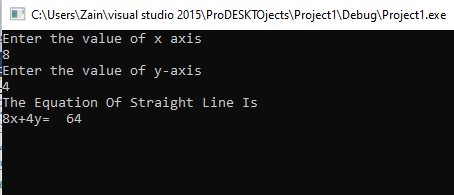 C:\Users\Zain\visual studio 2015\ProDESKTOjects\Project1\Debug\Project1.exe
Enter the value of x axis
8
Enter the value of y-axis
4
The Equation Of Straight Line Is
8x+4y=  64